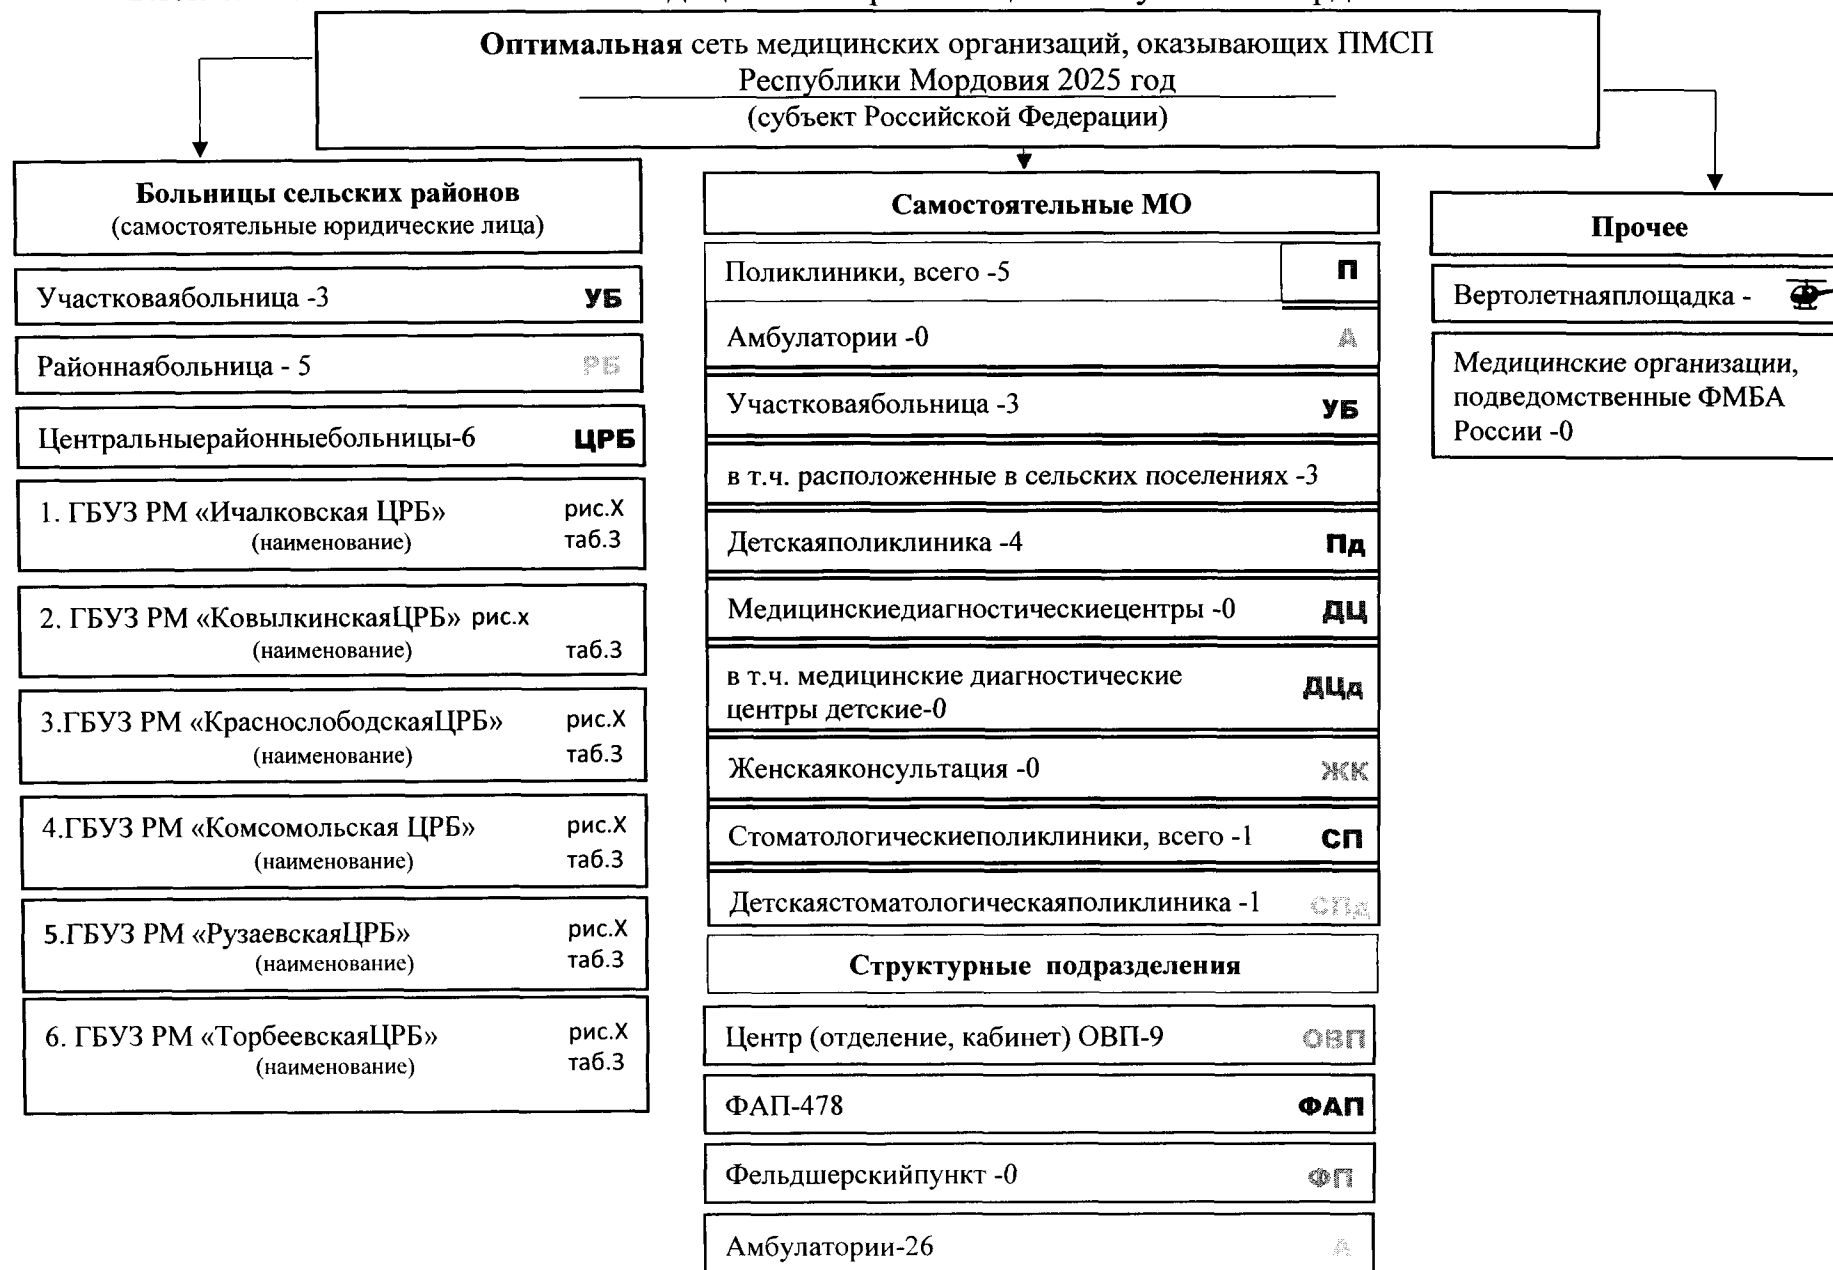 Оптимальная сеть медицинских организаций, оказывающих ПМСП
Республики Мордовия 2025 год
(субъект Российской Федерации)
Больницы сельских районов
(самостоятельные юридические лица)
Участковаябольница -3 УБ
Районнаябольница - 5 РБ
Центральныерайонныебольницы-6 ЦРБ
1. ГБУЗ РМ «Ичалковская ЦРБ» рис.Х
(наименование) таб.3
2. ГБУЗ РМ «КовылкинскаяЦРБ» рис.х
(наименование) таб.3
3.ГБУЗ РМ «КраснослободскаяЦРБ» рис.Х
(наименование) таб.3
4.ГБУЗ РМ «Комсомольская ЦРБ» рис.Х
(наименование) таб.3
5.ГБУЗ РМ «РузаевскаяЦРБ» рис.Х
(наименование) таб.3
6. ГБУЗ РМ «ТорбеевскаяЦРБ» рис.Х
(наименование) таб.3
Самостоятельные МО
Поликлиники, всего -5 П
Амбулатории -0 А
Участковаябольница -3 УБ
в т.ч. расположенные в сельских поселениях -3
Детскаяполиклиника -4 Пд
Медицинскиедиагностическиецентры -0 ДЦ
в т.ч. медицинские диагностические
центры детские-0 ДЦд
Женскаяконсультация -0 ЖК
Стоматологическиеполиклиники, всего -1 СП
Детскаястоматологическаяполиклиника -1 СПд
Структурные подразделения
Центр (отделение, кабинет) ОВП-9 ОВП
ФАП-478 ФАП
Фельдшерскийпункт -0 ФП
Амбулатории-26 А
Прочее
Вертолетнаяплощадка -
Медицинские организации,
подведомственные ФМБА
России -0